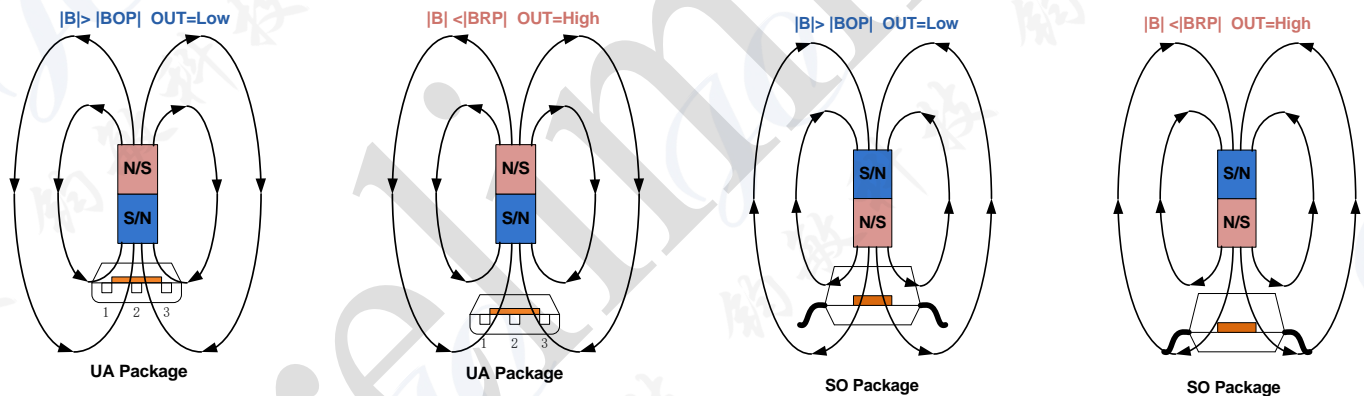 |B|> |BOP| OUT=Low
|B| <|BRP| OUT=High
|B|> |BOP| OUT=Low
|B| <|BRP| OUT=High
N/S
S/N
N/S
S/N
S/N
N/S
S/N
N/S
1 2 3
1 2 3
UA Package
UA Package
SO Package
SO Package